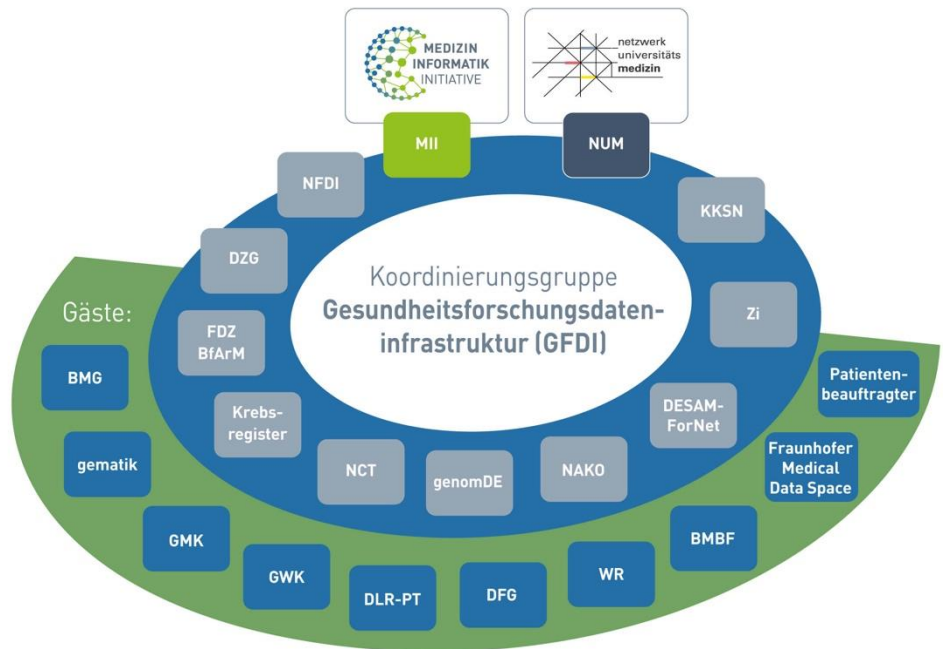 MEDIZIN
INFORMATIK
INITIATIVE
netzwerk
universitäts
medizin
MII
NUM
NFDI
KKSN
DZG
Koordinierungsgruppe
Gesundheitsforschungsdaten-
infrastruktur (GFDI)
Zi
Gäste:
FDZ
BfArM
BMG
Patienten-
beauftragter
Krebs-
register
DESAM-
ForNet
gematik
NCT
genomDE
NAKO
Fraunhofer
Medical
Data Space
GMK
GWK
DLR-PT
DFG
WR
BMBF